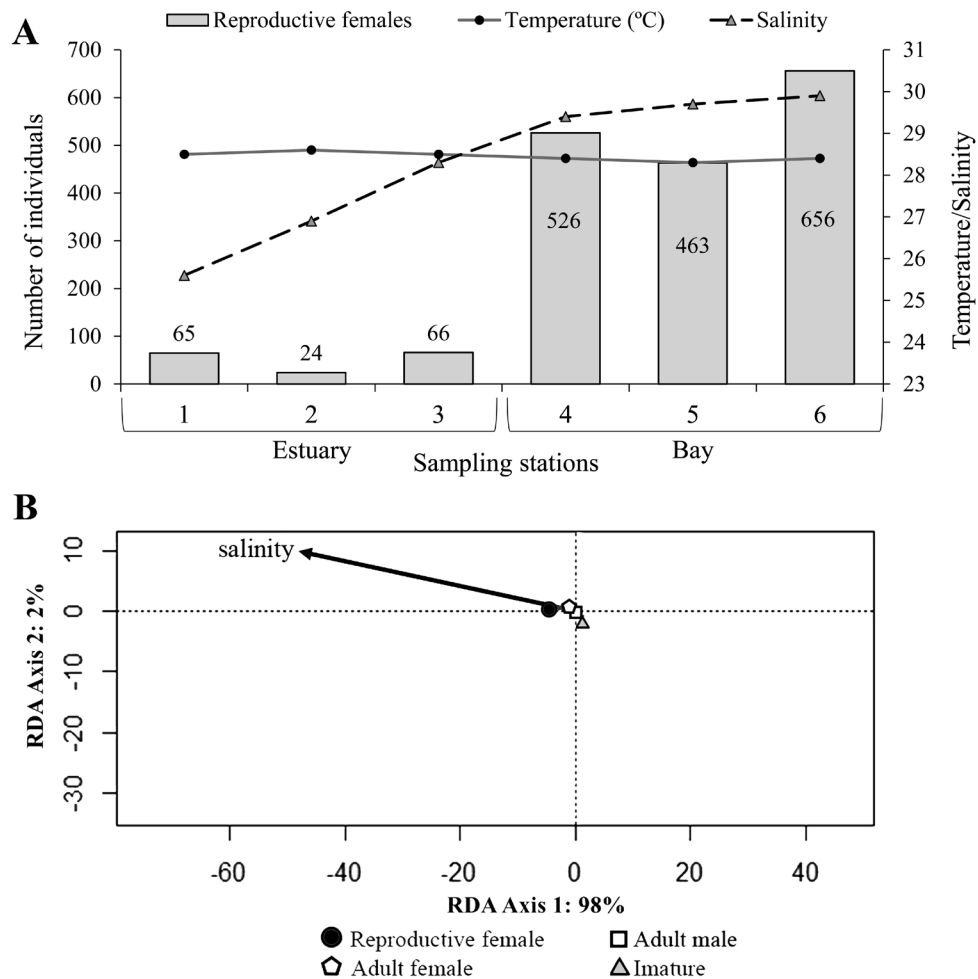 A
Reproductive females Temperature (ºC) Salinity
Number of individuals
700
600
500
400
300
200
100
0
65
24
66
526
463
656
31
30
29
28
27
26
25
24
23
Temperature/Salinity
1 2 3 4 5 6
Estuary Bay
Sampling stations
B
salinity
RDA Axis 2: 2%
10
0
-10
-20
-30
-60 -40 -20 0 20 40
RDA Axis 1: 98%
Reproductive female Adult male
Adult female Imature